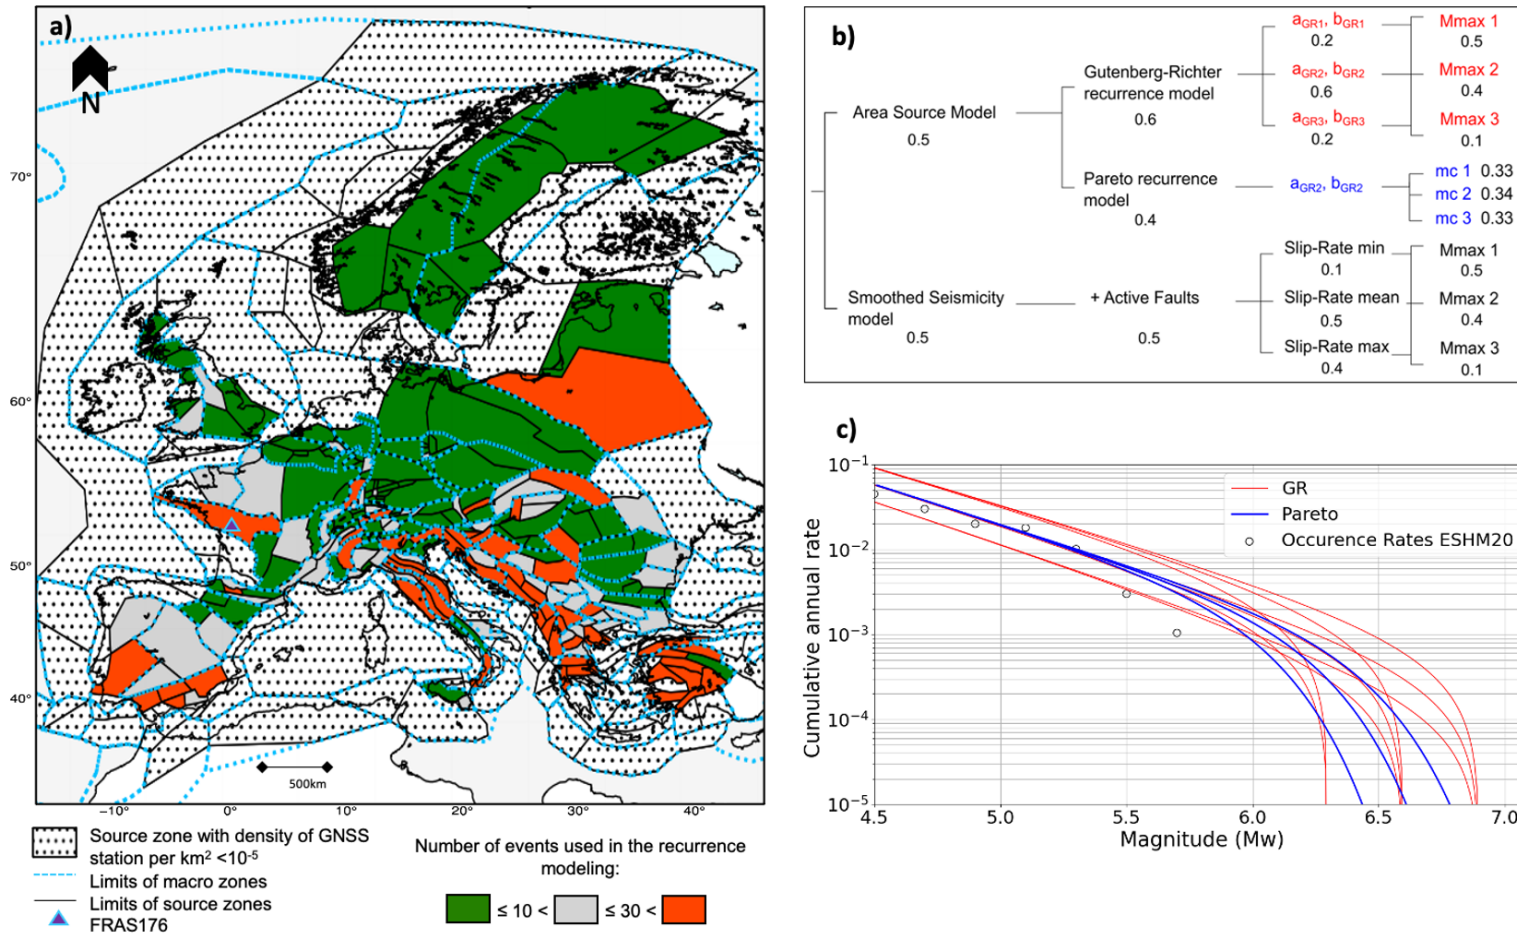 a)
N
70°
60°
50°
40°
500km
-10°
0°
10°
20°
30°
40°
Source zone with density of GNSS
station per km² <10⁻⁵
Limits of macro zones
Limits of source zones
FRAS176
Number of events used in the recurrence
modeling:
≤ 10 <
≤ 30 <
b)
Area Source Model
0.5
Gutenberg-Richter
recurrence model
0.6
aGR1, bGR1
0.2
aGR2, bGR2
0.6
aGR3, bGR3
0.2
Mmax 1
0.5
Mmax 2
0.4
Mmax 3
0.1
Pareto recurrence
model
0.4
aGR2, bGR2
mc 1 0.33
mc 2 0.34
mc 3 0.33
Smoothed Seismicity
model
0.5
+ Active Faults
0.5
Slip-Rate min
0.1
Slip-Rate mean
0.5
Slip-Rate max
0.4
Mmax 1
0.5
Mmax 2
0.4
Mmax 3
0.1
c)
GR
Pareto
Occurence Rates ESHM20
Cumulative annual rate
10⁻¹
10⁻²
10⁻³
10⁻⁴
10⁻⁵
4.5
5.0
5.5
6.0
6.5
7.0
Magnitude (Mw)